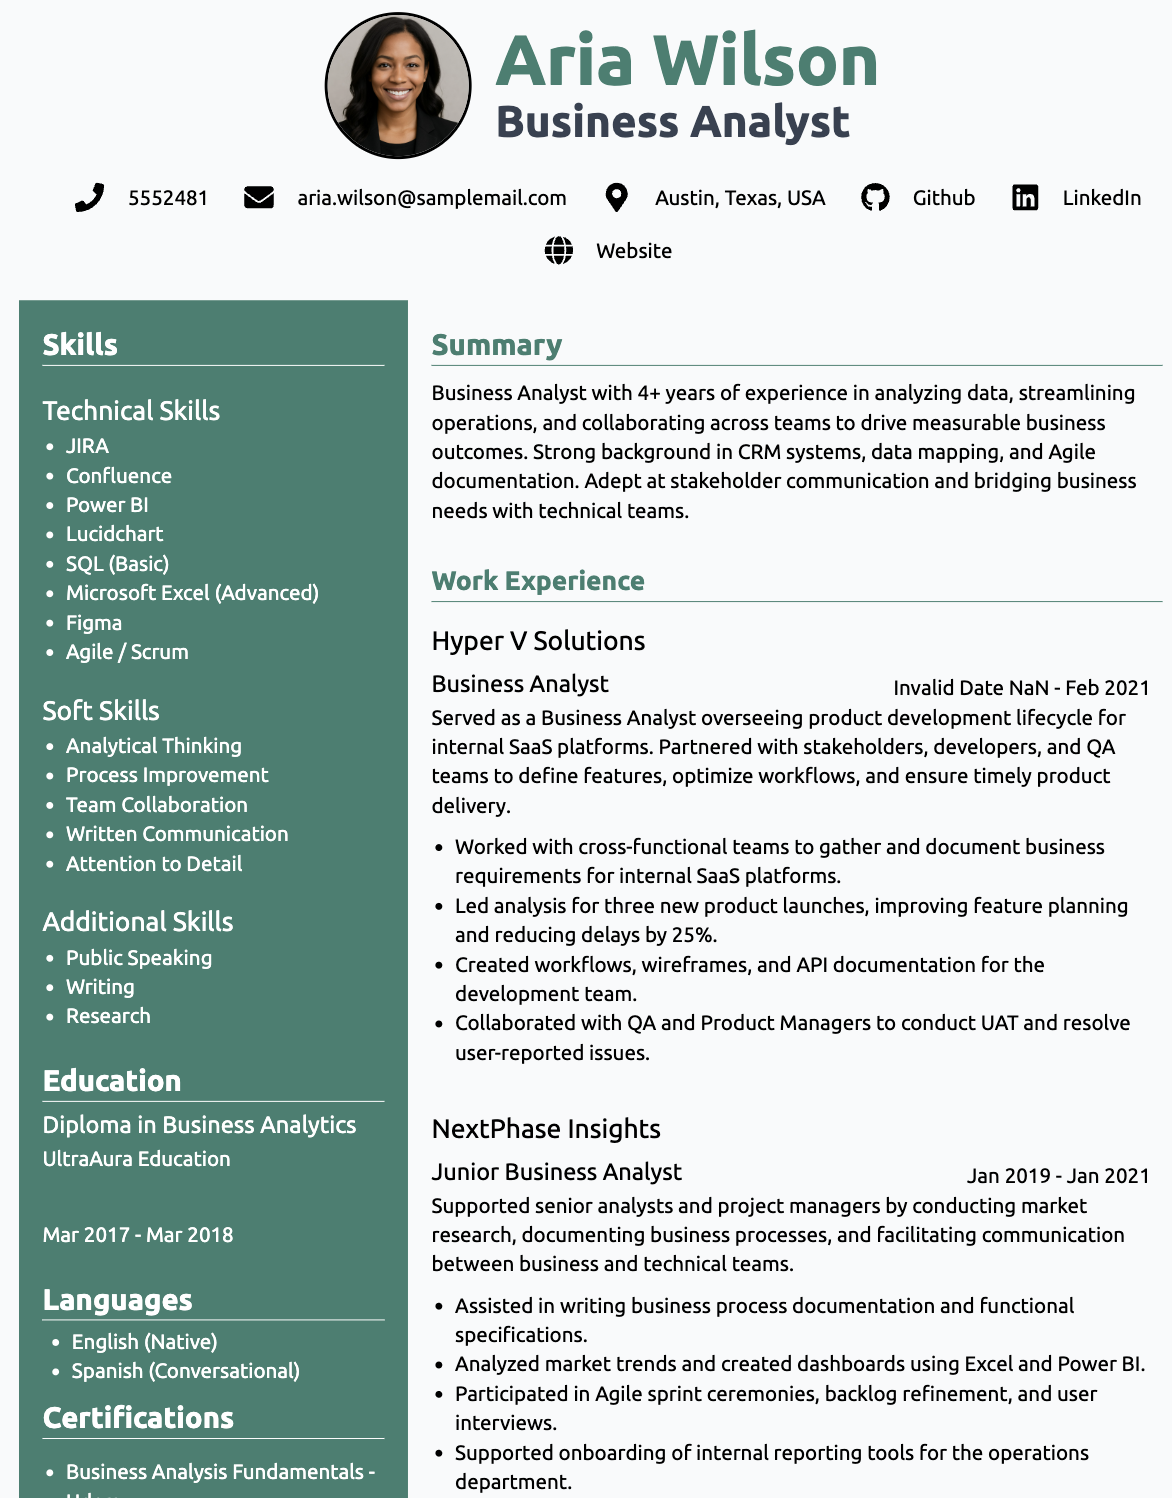 Aria Wilson
Business Analyst
5552481
aria.wilson@samplemail.com
Austin, Texas, USA
Github
LinkedIn
Website
Skills
Technical Skills
JIRA
Confluence
Power BI
Lucidchart
SQL (Basic)
Microsoft Excel (Advanced)
Figma
Agile / Scrum
Soft Skills
Analytical Thinking
Process Improvement
Team Collaboration
Written Communication
Attention to Detail
Additional Skills
Public Speaking
Writing
Research
Education
Diploma in Business Analytics
UltraAura Education
Mar 2017 - Mar 2018
Languages
English (Native)
Spanish (Conversational)
Certifications
Business Analysis Fundamentals -
Summary
Business Analyst with 4+ years of experience in analyzing data, streamlining
operations, and collaborating across teams to drive measurable business
outcomes. Strong background in CRM systems, data mapping, and Agile
documentation. Adept at stakeholder communication and bridging business
needs with technical teams.
Work Experience
Hyper V Solutions
Business Analyst
Invalid Date NaN - Feb 2021
Served as a Business Analyst overseeing product development lifecycle for
internal SaaS platforms. Partnered with stakeholders, developers, and QA
teams to define features, optimize workflows, and ensure timely product
delivery.
Worked with cross-functional teams to gather and document business
requirements for internal SaaS platforms.
Led analysis for three new product launches, improving feature planning
and reducing delays by 25%.
Created workflows, wireframes, and API documentation for the
development team.
Collaborated with QA and Product Managers to conduct UAT and resolve
user-reported issues.
NextPhase Insights
Junior Business Analyst
Jan 2019 - Jan 2021
Supported senior analysts and project managers by conducting market
research, documenting business processes, and facilitating communication
between business and technical teams.
Assisted in writing business process documentation and functional
specifications.
Analyzed market trends and created dashboards using Excel and Power BI.
Participated in Agile sprint ceremonies, backlog refinement, and user
interviews.
Supported onboarding of internal reporting tools for the operations
department.